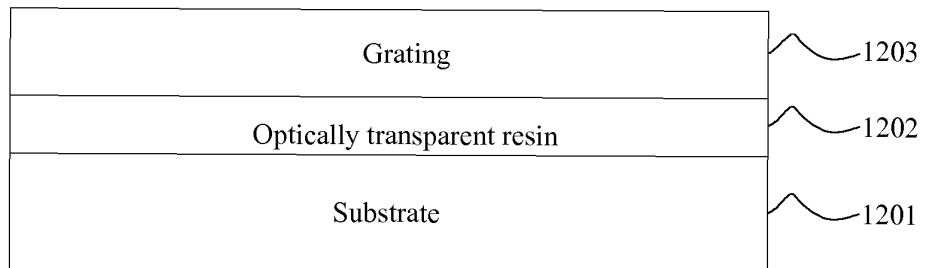 Grating
1203
Optically transparent resin
1202
Substrate
1201